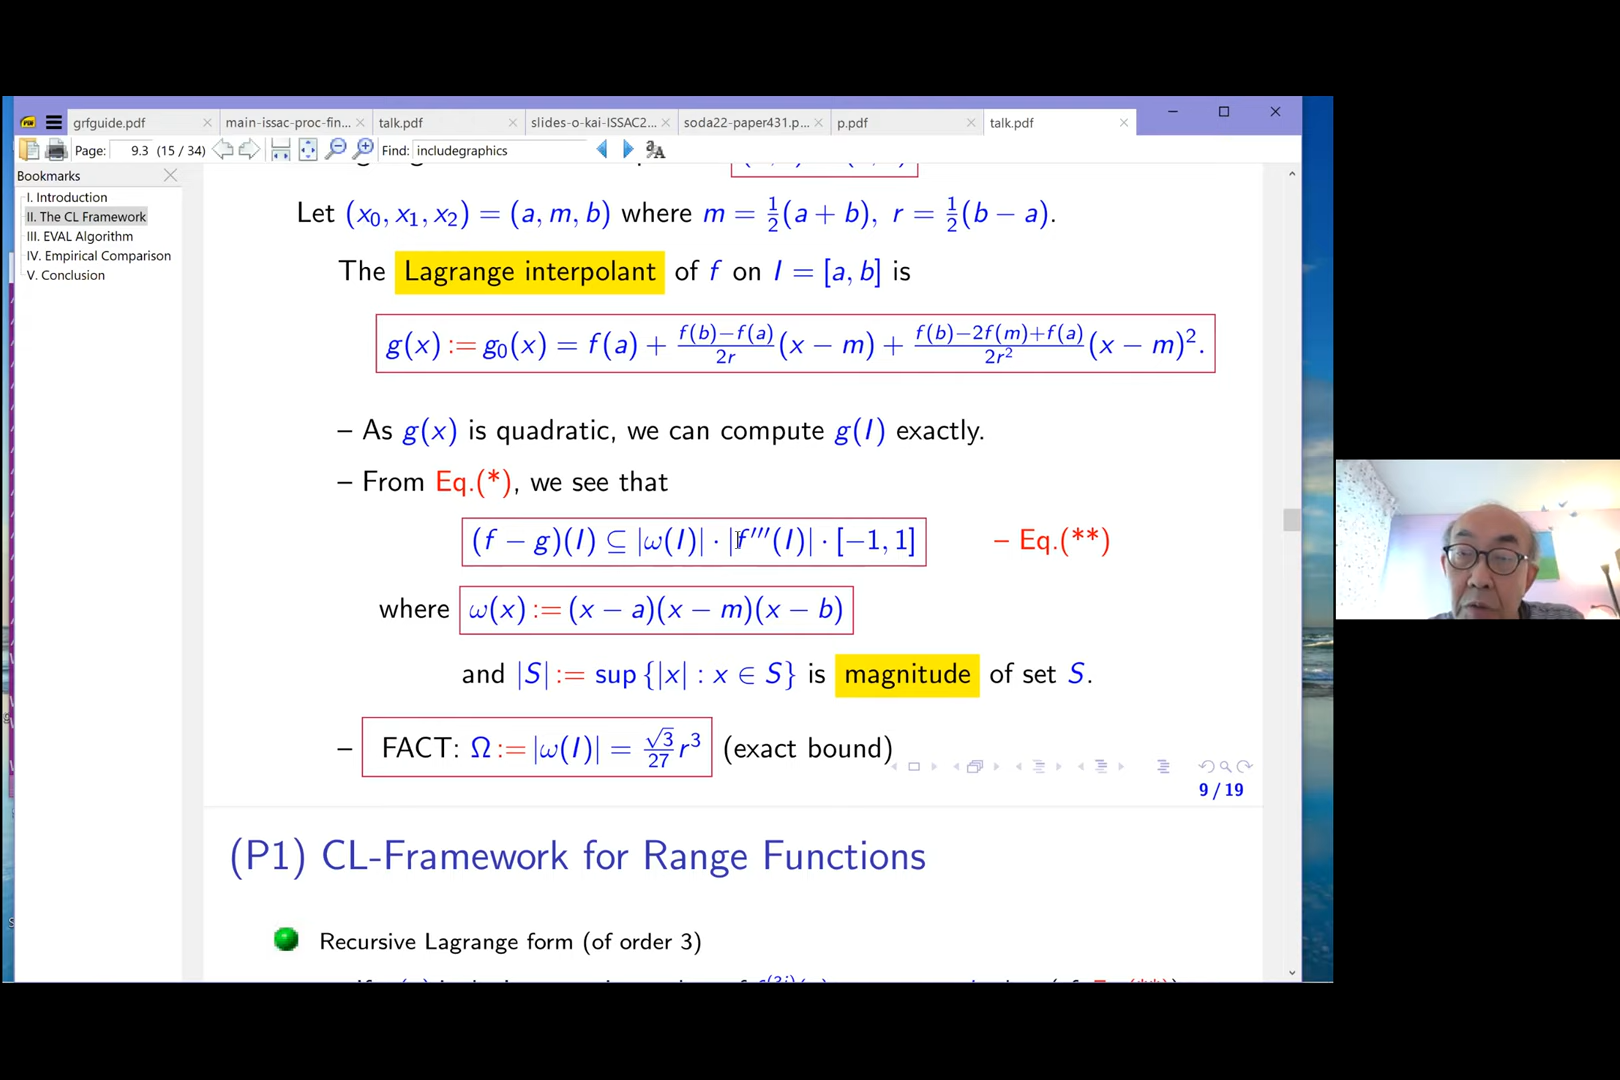 grfguide.pdf main-issac-proc-fin... talk.pdf slides-o-kai-ISSAC2... soda22-paper431.p... p.pdf talk.pdf
Page: 9.3 (15 / 34) Find: includegraphics
Bookmarks
I. Introduction
II. The CL Framework
III. EVAL Algorithm
IV. Empirical Comparison
V. Conclusion
Let (x₀, x₁, x₂) = (a, m, b) where m = ½(a + b), r = ½(b − a).
The Lagrange interpolant of f on I = [a, b] is
g(x) := g₀(x) = f(a) + f(b)−f(a)/2r (x − m) + f(b)−2f(m)+f(a)/2r² (x − m)².
– As g(x) is quadratic, we can compute g(I) exactly.
– From Eq.(*), we see that
(f − g)(I) ⊆ |ω(I)| · |f′′′(I)| · [−1, 1] – Eq.(**)
where ω(x) := (x − a)(x − m)(x − b)
and |S| := sup {|x| : x ∈ S} is magnitude of set S.
– FACT: Ω := |ω(I)| = √3/27 r³ (exact bound)
9 / 19
(P1) CL-Framework for Range Functions
Recursive Lagrange form (of order 3)